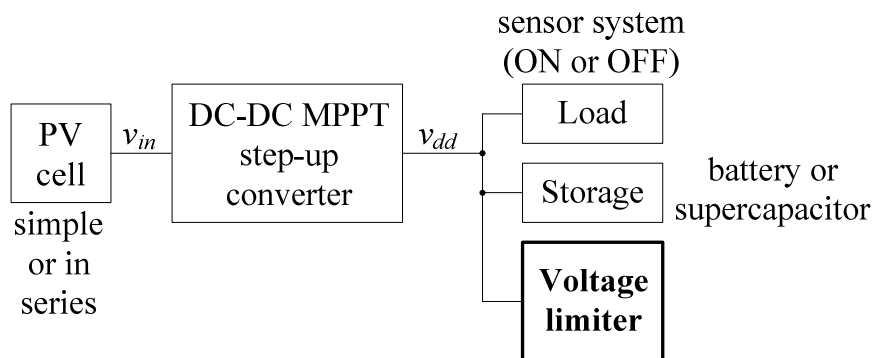 sensor system
(ON or OFF)
PV
cell
simple
or in
series
v_in
DC-DC MPPT
step-up
converter
v_dd
Load
Storage
battery or
supercapacitor
Voltage
limiter